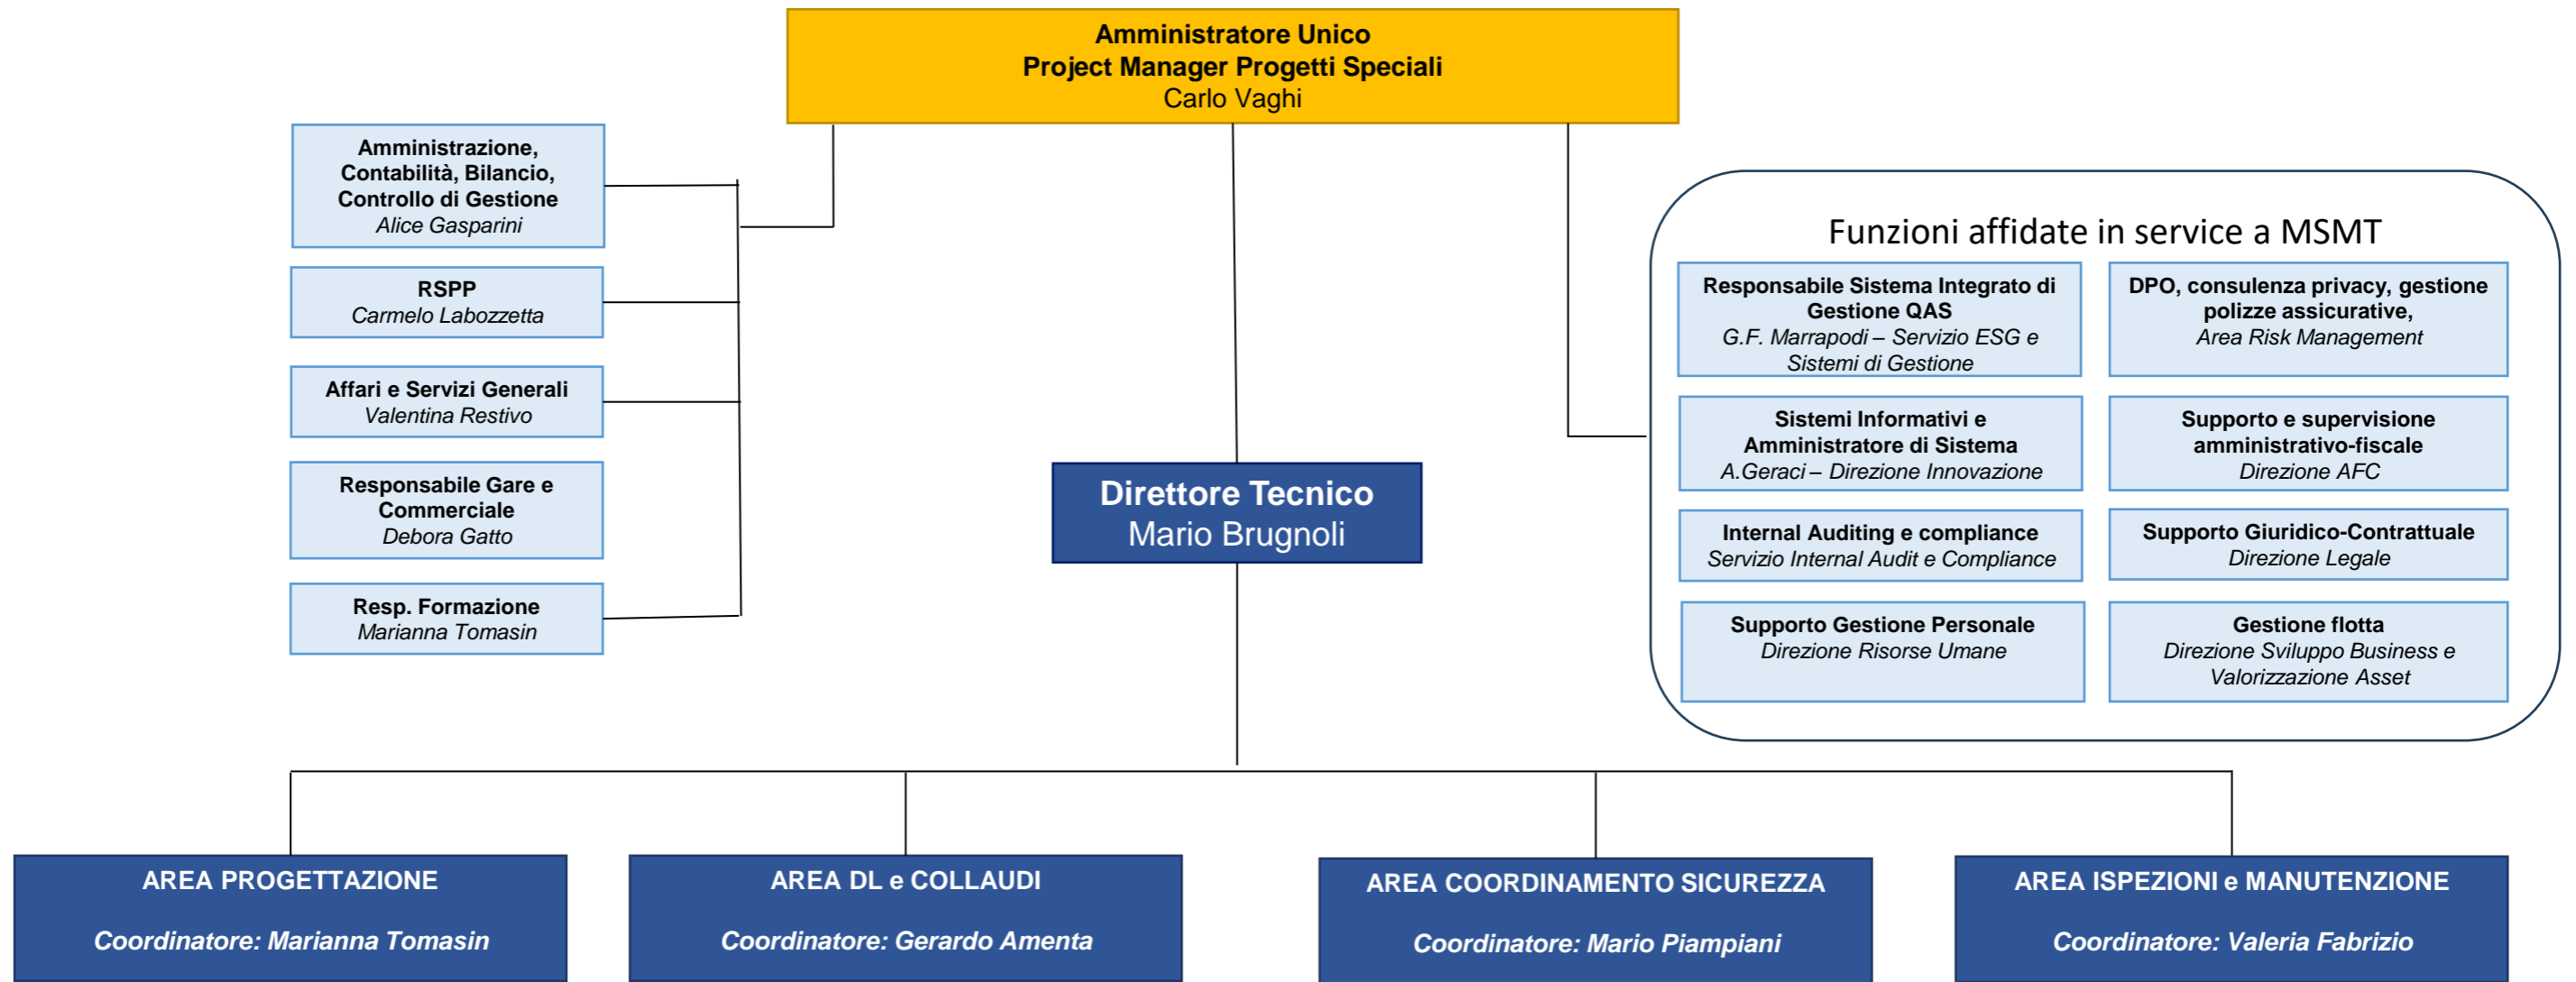 Amministratore Unico
Project Manager Progetti Speciali
Carlo Vaghi
Amministrazione,
Contabilità, Bilancio,
Controllo di Gestione
Alice Gasparini
RSPP
Carmelo Labozzetta
Affari e Servizi Generali
Valentina Restivo
Responsabile Gare e
Commerciale
Debora Gatto
Resp. Formazione
Marianna Tomasin
Direttore Tecnico
Mario Brugnoli
Funzioni affidate in service a MSMT
Responsabile Sistema Integrato di
Gestione QAS
G.F. Marrapodi – Servizio ESG e
Sistemi di Gestione
DPO, consulenza privacy, gestione
polizze assicurative,
Area Risk Management
Sistemi Informativi e
Amministratore di Sistema
A.Geraci – Direzione Innovazione
Supporto e supervisione
amministrativo-fiscale
Direzione AFC
Internal Auditing e compliance
Servizio Internal Audit e Compliance
Supporto Giuridico-Contrattuale
Direzione Legale
Supporto Gestione Personale
Direzione Risorse Umane
Gestione flotta
Direzione Sviluppo Business e
Valorizzazione Asset
AREA PROGETTAZIONE
Coordinatore: Marianna Tomasin
AREA DL e COLLAUDI
Coordinatore: Gerardo Amenta
AREA COORDINAMENTO SICUREZZA
Coordinatore: Mario Piampiani
AREA ISPEZIONI e MANUTENZIONE
Coordinatore: Valeria Fabrizio